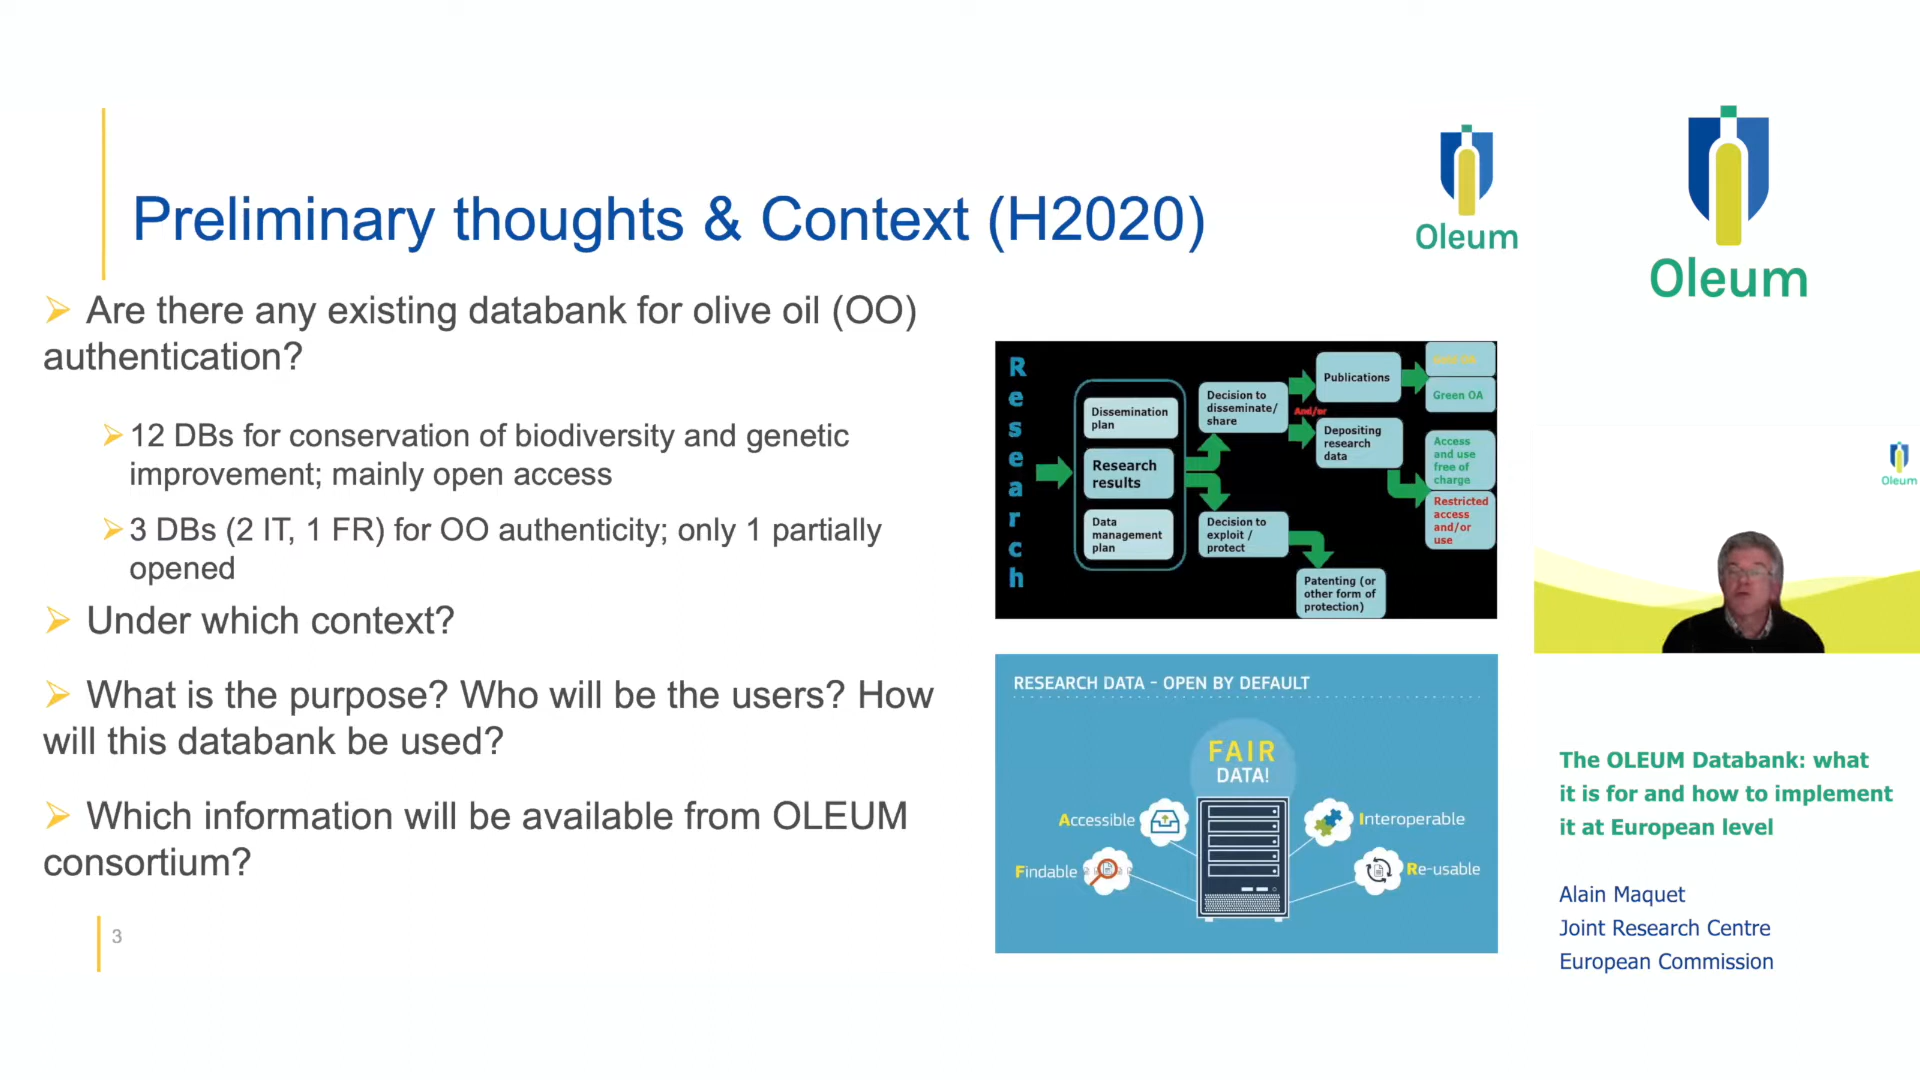 Preliminary thoughts & Context (H2020)
Oleum
Oleum
➢ Are there any existing databank for olive oil (OO)
authentication?
➢ 12 DBs for conservation of biodiversity and genetic
improvement; mainly open access
➢ 3 DBs (2 IT, 1 FR) for OO authenticity; only 1 partially
opened
➢ Under which context?
➢ What is the purpose? Who will be the users? How
will this databank be used?
➢ Which information will be available from OLEUM
consortium?
3
Research
Dissemination
plan
Research
results
Data
management
plan
Decision to
disseminate/
share
And/or
Decision to
exploit /
protect
Publications
Depositing
research
data
Patenting (or
other form of
protection)
Green OA
Access
and use
free of
charge
Restricted
access
and/or
use
RESEARCH DATA - OPEN BY DEFAULT
FAIR
DATA!
Accessible
Interoperable
Findable
Re-usable
Oleum
The OLEUM Databank: what
it is for and how to implement
it at European level
Alain Maquet
Joint Research Centre
European Commission